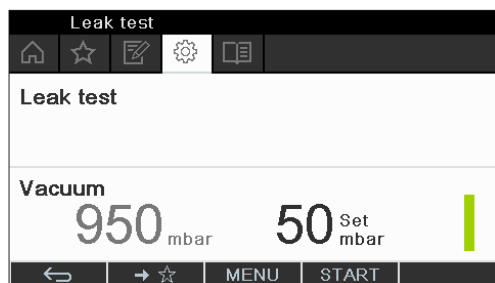 Leak test
Leak test
Vacuum
950 mbar 50 Set mbar
MENU START